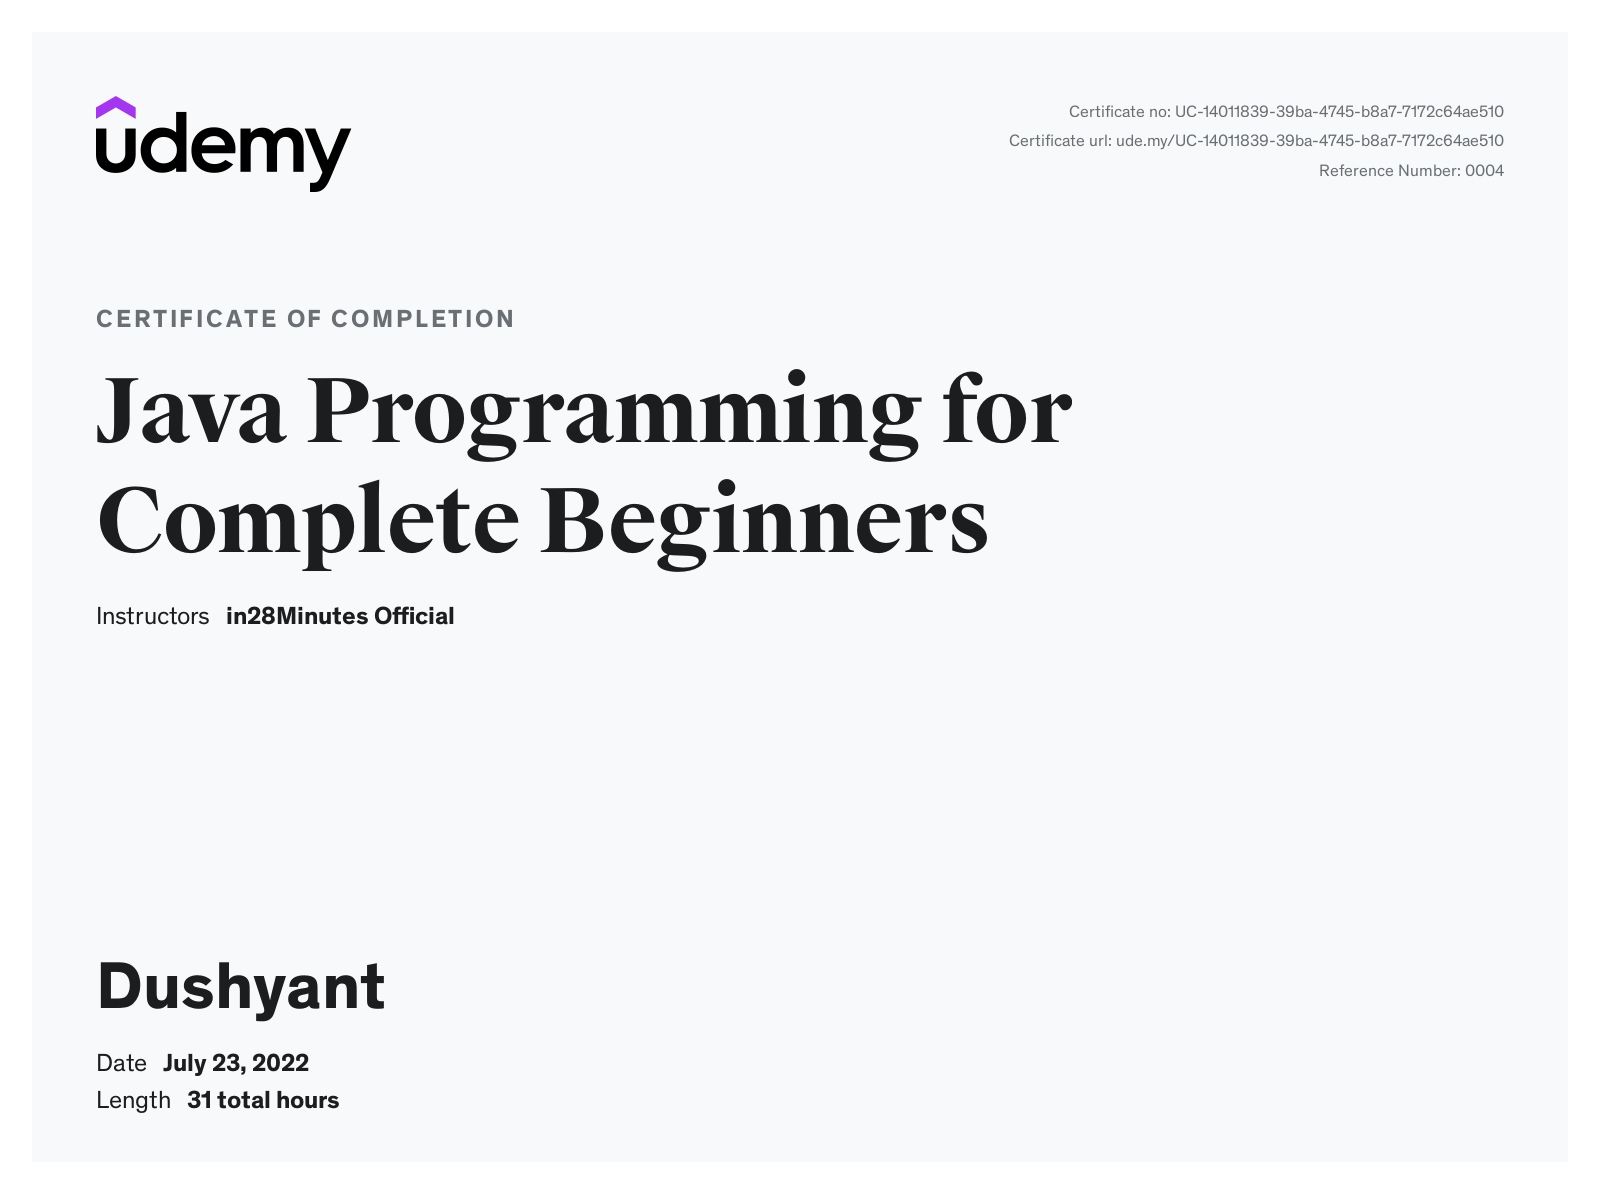 udemy
Certificate no: UC-14011839-39ba-4745-b8a7-7172c64ae510
Certificate url: ude.my/UC-14011839-39ba-4745-b8a7-7172c64ae510
Reference Number: 0004
CERTIFICATE OF COMPLETION
Java Programming for
Complete Beginners
Instructors in28Minutes Official
Dushyant
Date July 23, 2022
Length 31 total hours